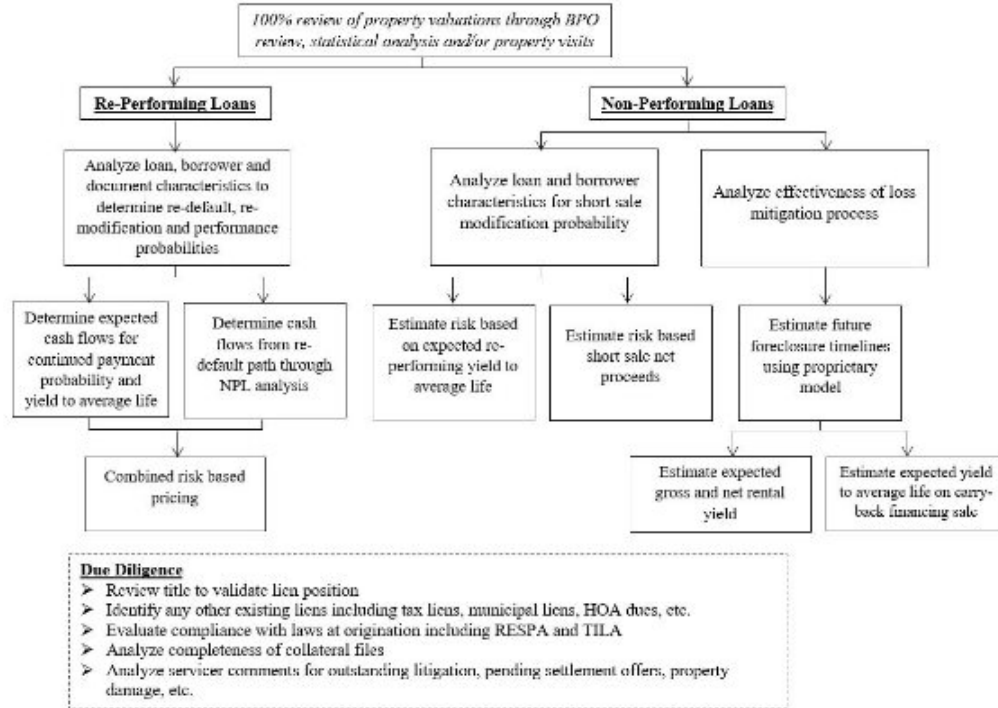 100% review of property valuations through BPO
review, statistical analysis and/or property visits
Re-Performing Loans
Non-Performing Loans
Analyze loan, borrower and
document characteristics to
determine re-default, re-
modification and performance
probabilities
Analyze loan and borrower
characteristics for short sale
modification probability
Analyze effectiveness of loss
mitigation process
Determine expected
cash flows for
continued payment
probability and
yield to average life
Determine cash
flows from re-
default path through
NPL analysis
Estimate risk based
on expected re-
performing yield to
average life
Estimate risk based
short sale net
proceeds
Estimate future
foreclosure timelines
using proprietary
model
Combined risk based
pricing
Estimate expected
gross and net rental
yield
Estimate expected yield
to average life on carry-
back financing sale
Due Diligence
➢ Review title to validate lien position
➢ Identify any other existing liens including tax liens, municipal liens, HOA dues, etc.
➢ Evaluate compliance with laws at origination including RESPA and TILA
➢ Analyze completeness of collateral files
➢ Analyze servicer comments for outstanding litigation, pending settlement offers, property
damage, etc.